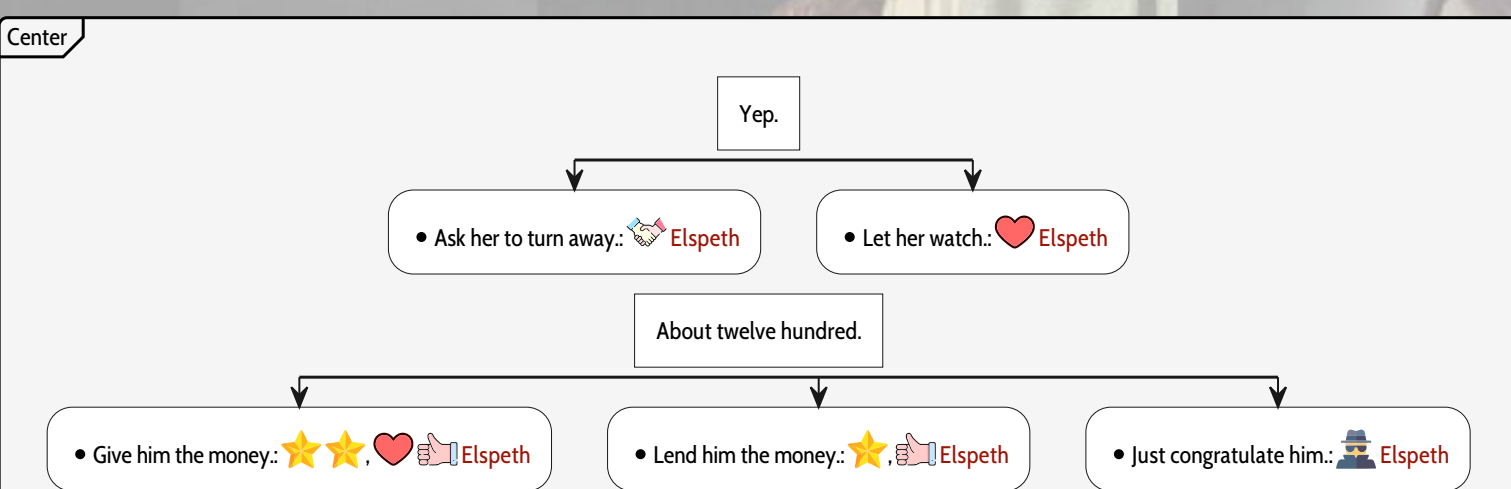 Center
Yep.
• Ask her to turn away.: Elspeth
• Let her watch.: Elspeth
About twelve hundred.
• Give him the money.: , Elspeth
• Lend him the money.: , Elspeth
• Just congratulate him.: Elspeth